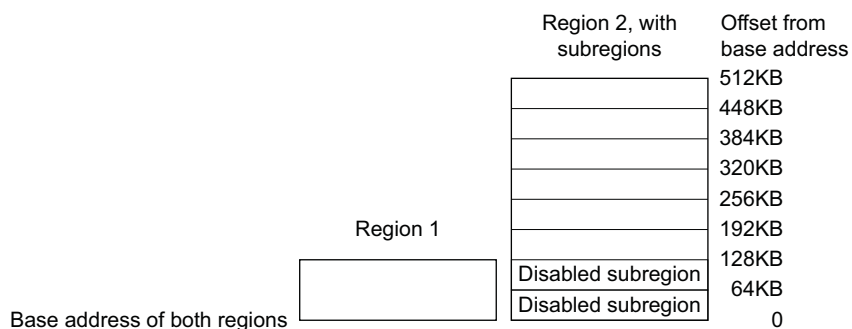 Region 2, with
subregions
Offset from
base address
512KB
448KB
384KB
320KB
256KB
Region 1
192KB
128KB
Disabled subregion
64KB
Disabled subregion
Base address of both regions
0